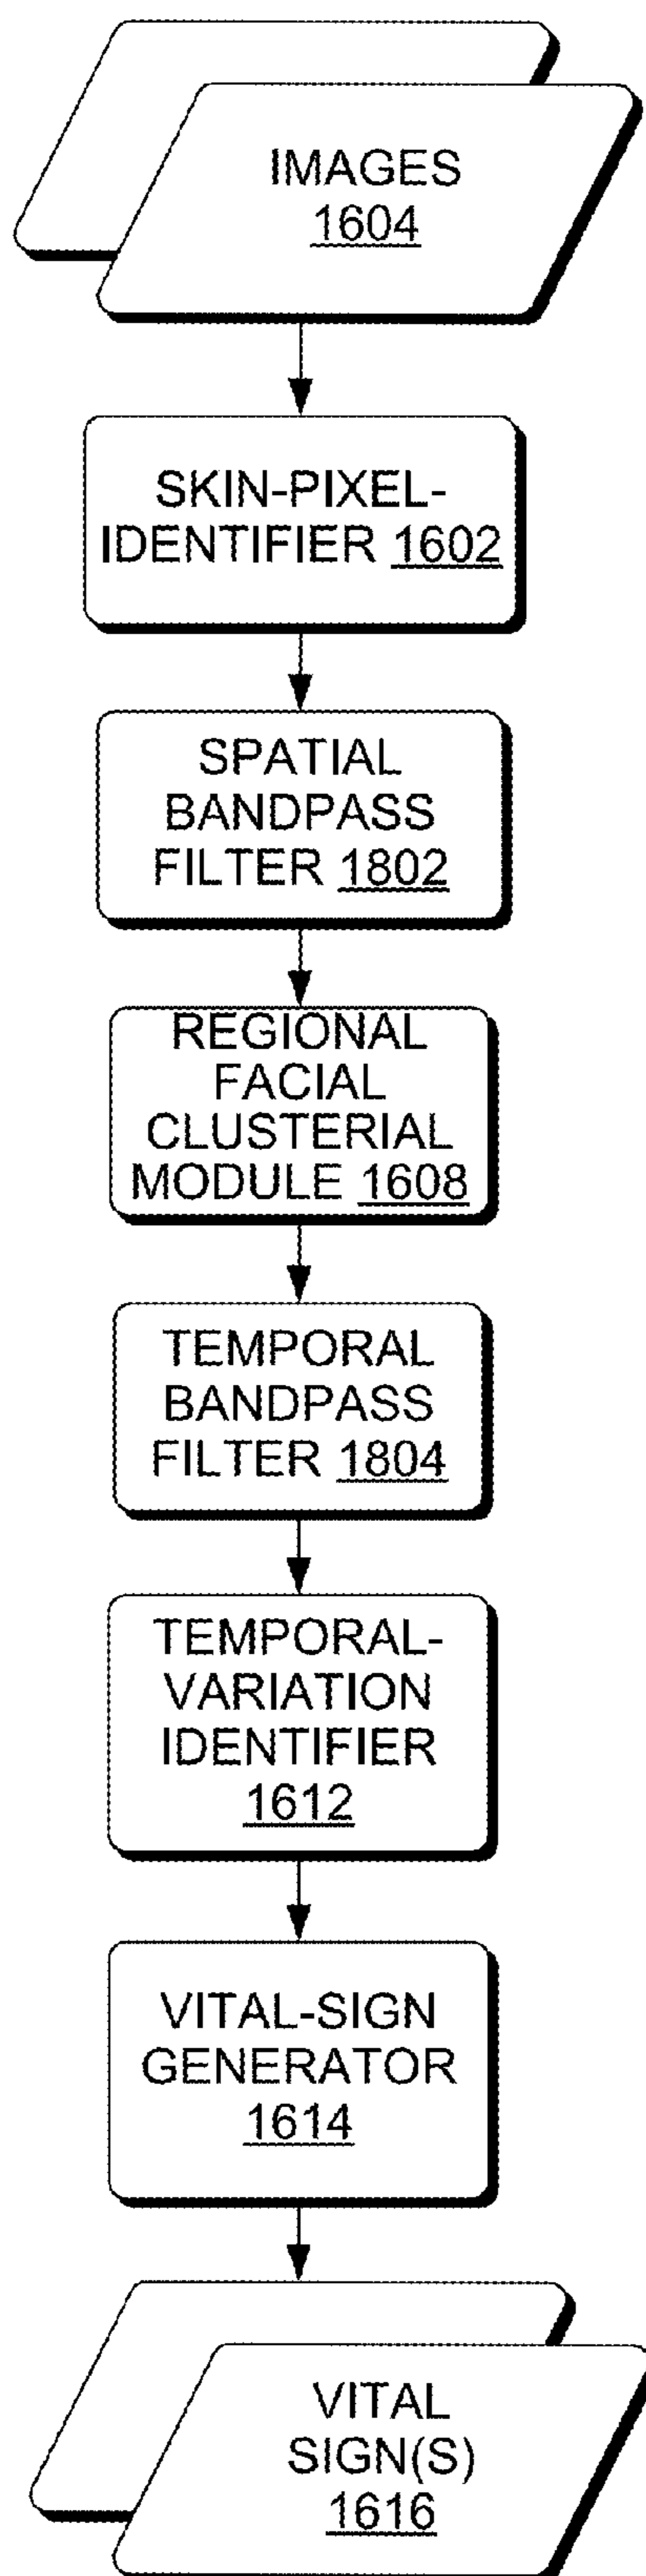 IMAGES
1604
SKIN-PIXEL-
IDENTIFIER 1602
SPATIAL
BANDPASS
FILTER 1802
REGIONAL
FACIAL
CLUSTERIAL
MODULE 1608
TEMPORAL
BANDPASS
FILTER 1804
TEMPORAL-
VARIATION
IDENTIFIER
1612
VITAL-SIGN
GENERATOR
1614
VITAL
SIGN(S)
1616